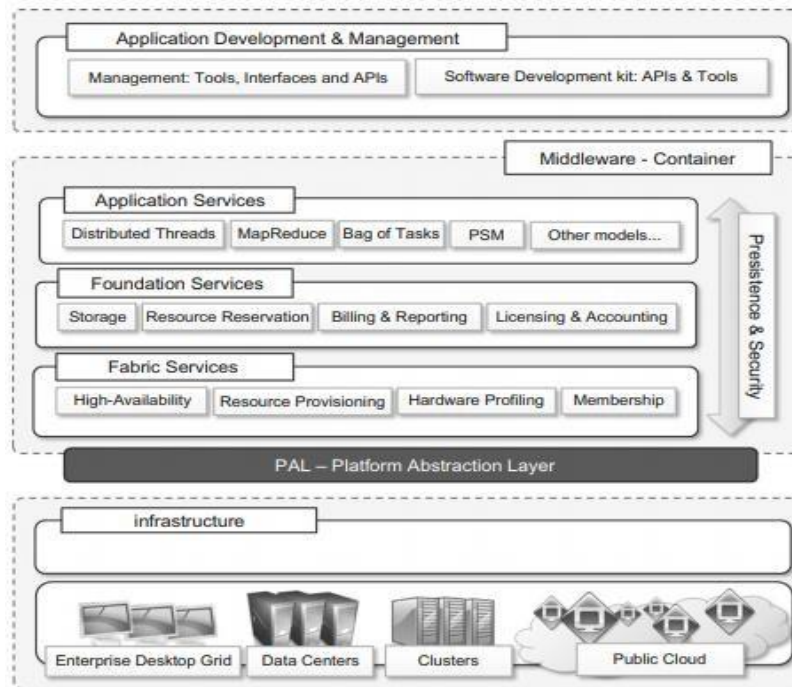 Application Development & Management
Management: Tools, Interfaces and APIs
Software Development kit: APIs & Tools
Middleware - Container
Application Services
Distributed Threads
MapReduce
Bag of Tasks
PSM
Other models...
Foundation Services
Storage
Resource Reservation
Billing & Reporting
Licensing & Accounting
Fabric Services
High-Availability
Resource Provisioning
Hardware Profiling
Membership
Presistence & Security
PAL – Platform Abstraction Layer
infrastructure
Enterprise Desktop Grid
Data Centers
Clusters
Public Cloud